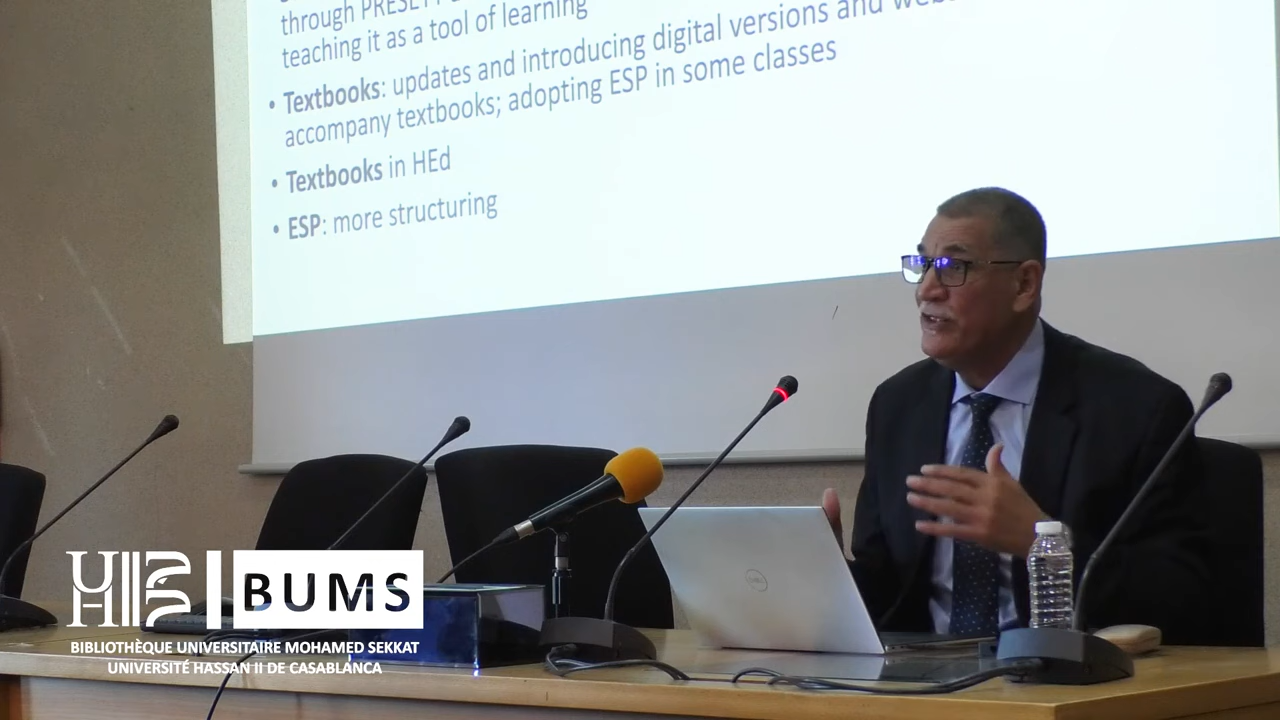 through PRESETT
teaching it as a tool of learning
• Textbooks: updates and introducing digital versions and
accompany textbooks; adopting ESP in some classes
• Textbooks in HEd
• ESP: more structuring
DELL
UH2C
BUMS
BIBLIOTHÈQUE UNIVERSITAIRE MOHAMED SEKKAT
UNIVERSITÉ HASSAN II DE CASABLANCA